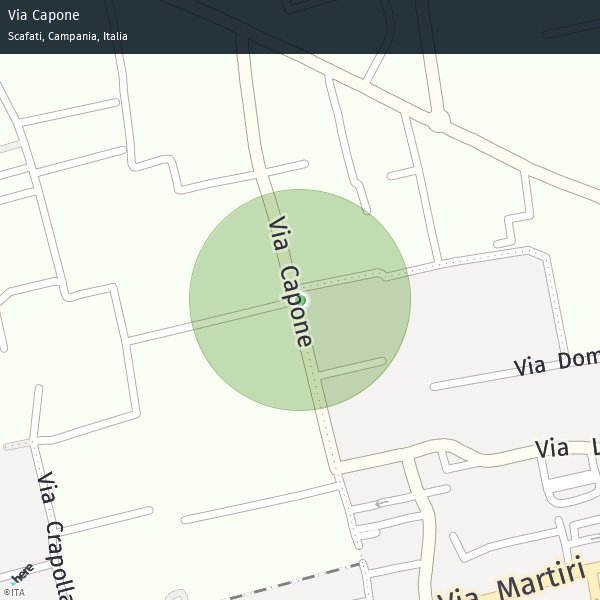 Via Capone
Scafati, Campania, Italia
Via Capone
Via Dom
Via L
Via Crapolla
Via Martiri
here
©ITA